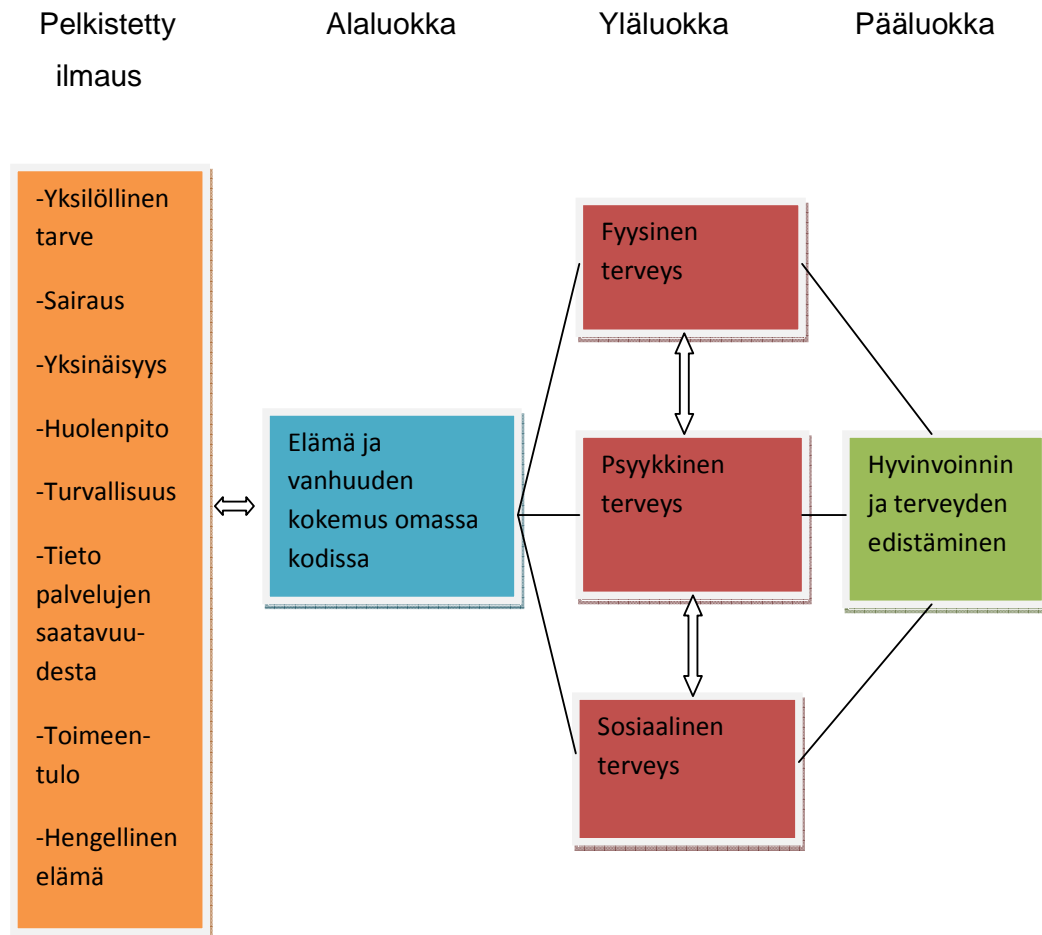 Pelkistetty
ilmaus
Alaluokka
Yläluokka
Pääluokka
-Yksilöllinen
tarve
-Sairaus
-Yksinäisyys
-Huolenpito
-Turvallisuus
-Tieto
palvelujen
saatavuu-
desta
-Toimeen-
tulo
-Hengellinen
elämä
Elämä ja
vanhuuden
kokemus omassa
kodissa
Fyysinen
terveys
Psyykkinen
terveys
Sosiaalinen
terveys
Hyvinvoinnin
ja terveyden
edistäminen